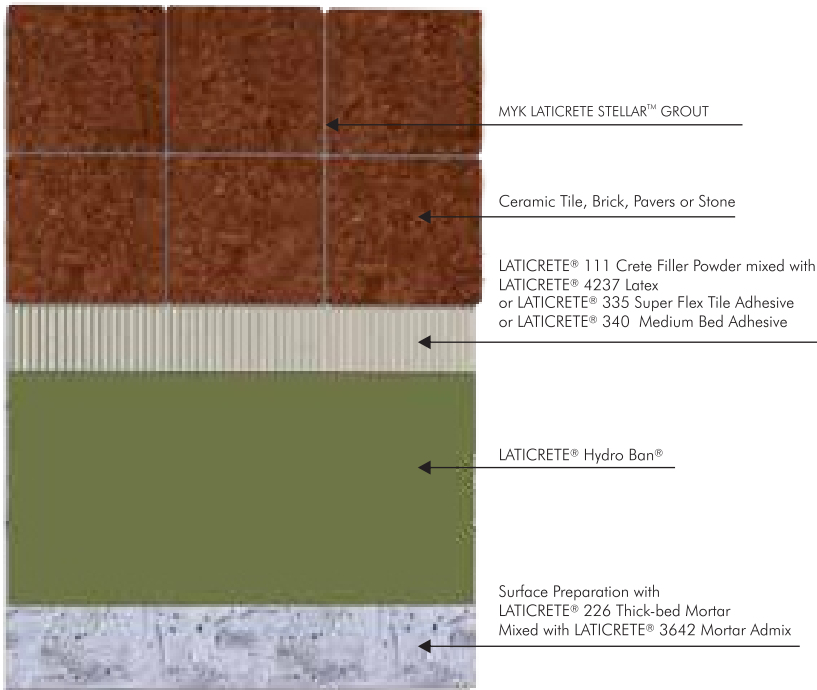 MYK LATICRETE STELLAR™ GROUT
Ceramic Tile, Brick, Pavers or Stone
LATICRETE® 111 Crete Filler Powder mixed with
LATICRETE® 4237 Latex
or LATICRETE® 335 Super Flex Tile Adhesive
or LATICRETE® 340 Medium Bed Adhesive
LATICRETE® Hydro Ban®
Surface Preparation with
LATICRETE® 226 Thick-bed Mortar
Mixed with LATICRETE® 3642 Mortar Admix